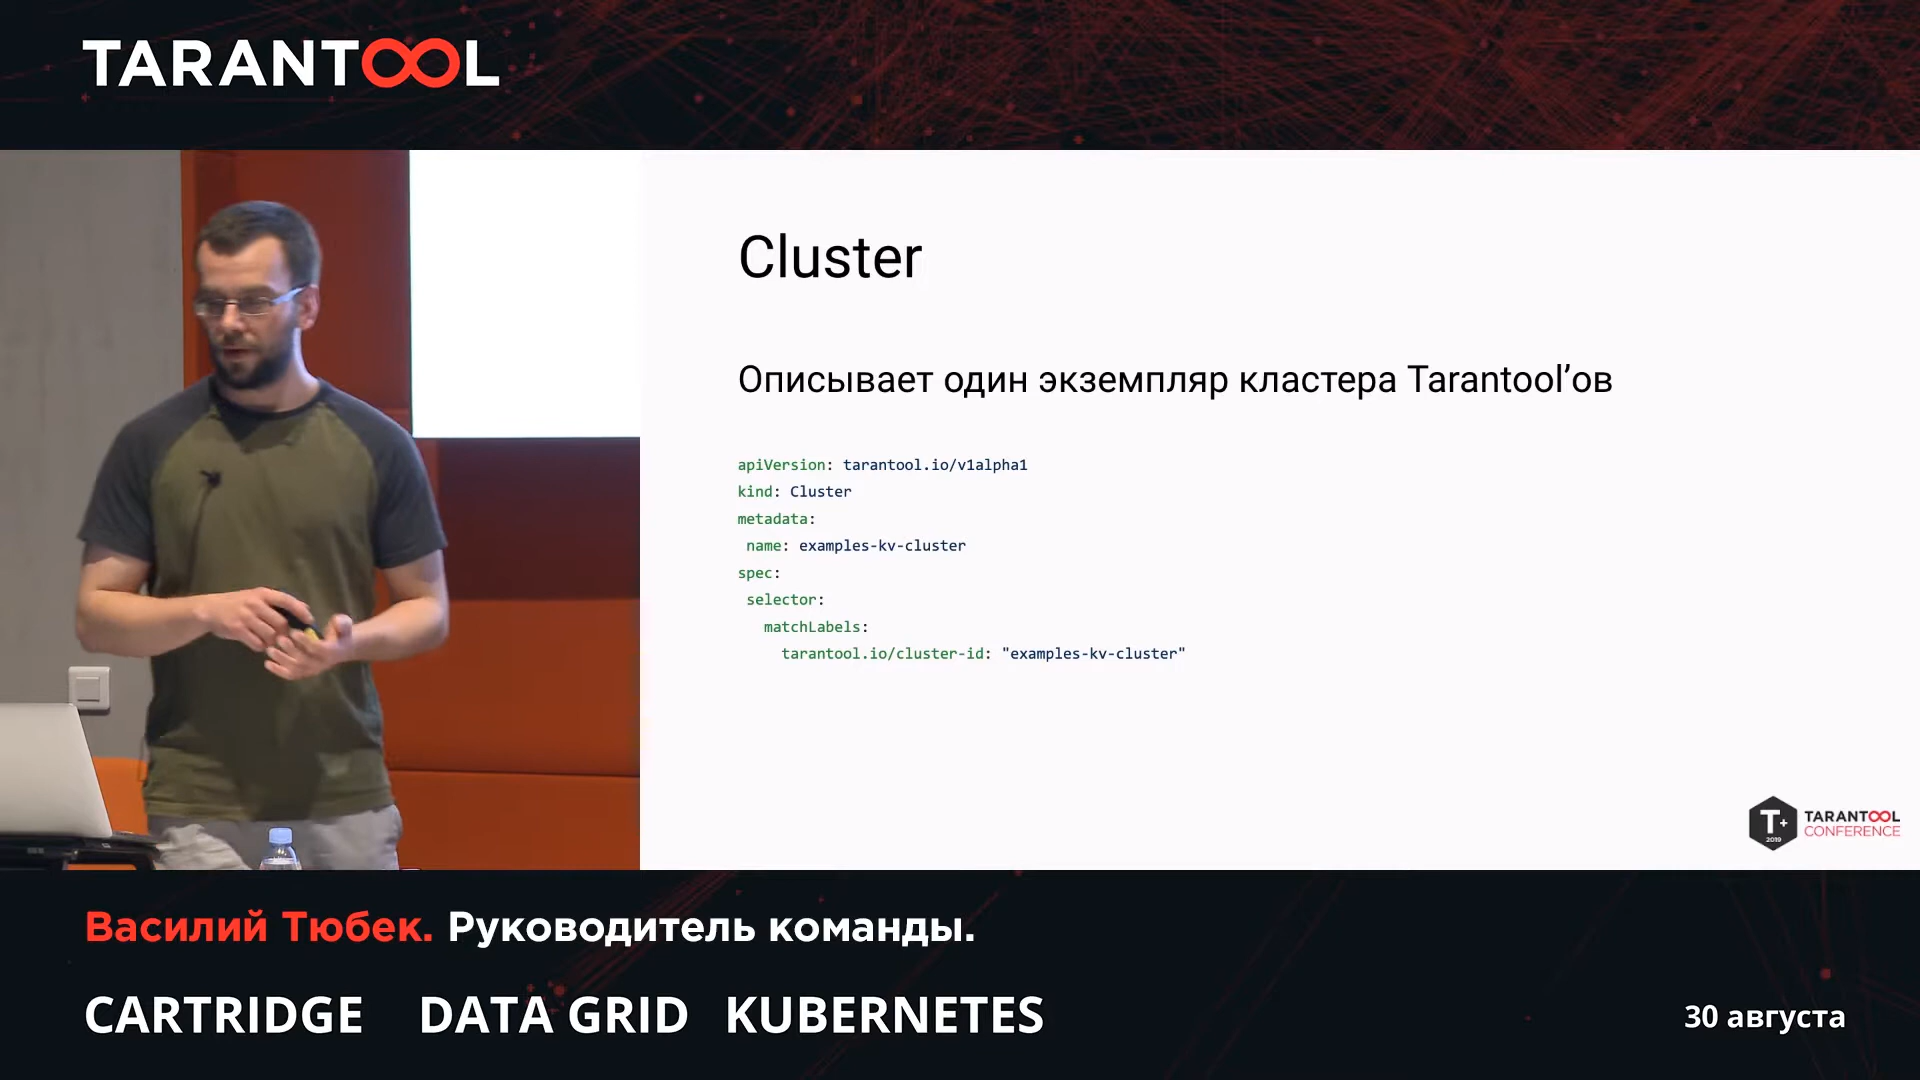 TARANTOOL
Cluster
Описывает один экземпляр кластера Tarantool’ов
apiVersion: tarantool.io/v1alpha1
kind: Cluster
metadata:
name: examples-kv-cluster
spec:
selector:
matchLabels:
tarantool.io/cluster-id: "examples-kv-cluster"
T+
2019
TARANTOOL
CONFERENCE
Василий Тюбек. Руководитель команды.
CARTRIDGE DATA GRID KUBERNETES
30 августа